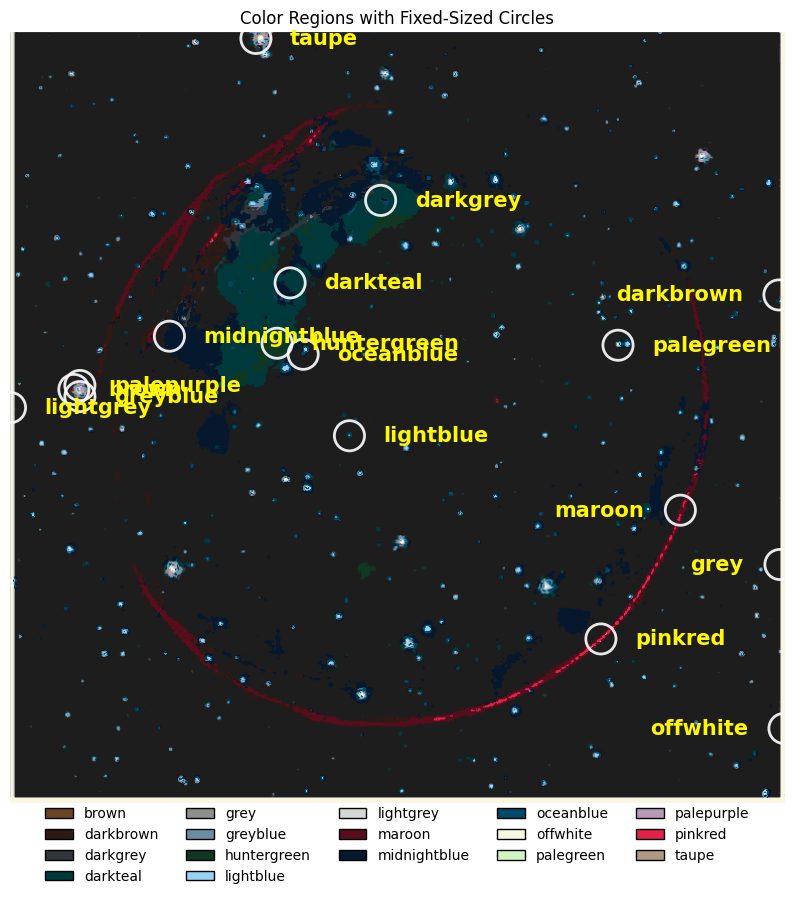 Color Regions with Fixed-Sized Circles
taupe
darkgrey
darkteal
darkbrown
midnightblue
huntergreen
palegreen
oceanblue
palepurple
brown
greyblue
lightgrey
lightblue
maroon
grey
pinkred
offwhite
brown grey lightgrey oceanblue palepurple
darkbrown greyblue maroon offwhite pinkred
darkgrey huntergreen midnightblue palegreen taupe
darkteal lightblue